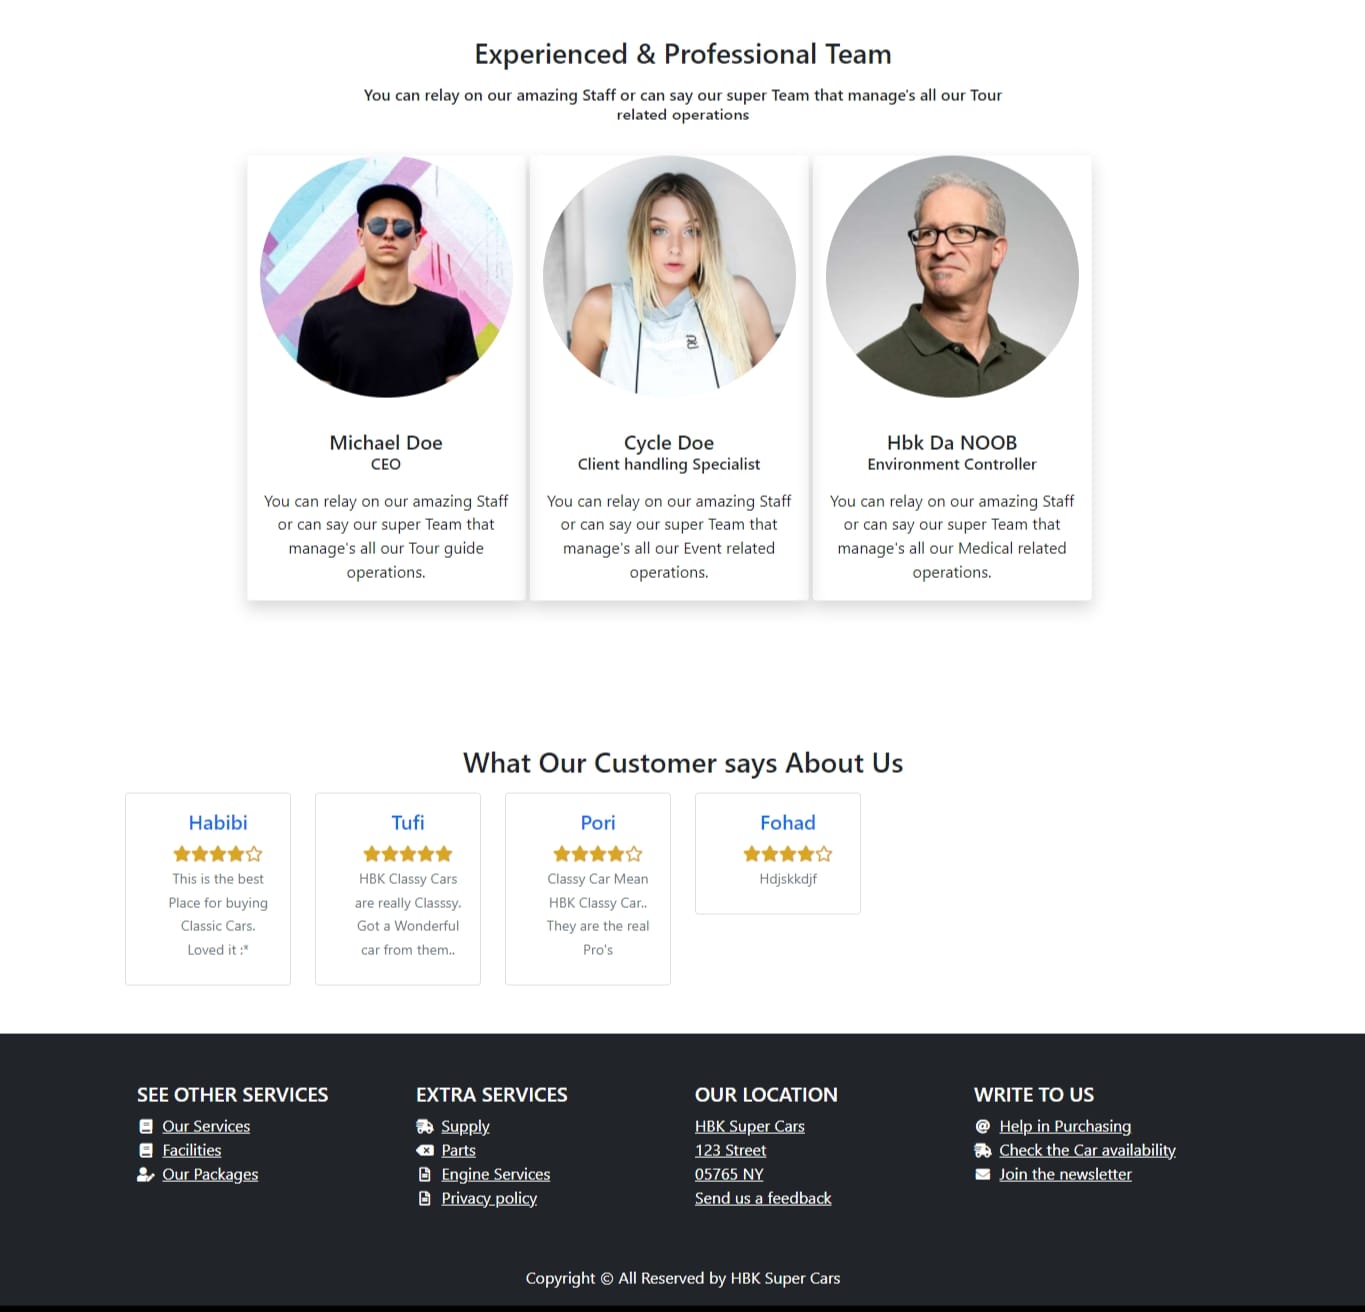 Experienced & Professional Team
You can relay on our amazing Staff or can say our super Team that manage's all our Tour
related operations
Michael Doe
CEO
You can relay on our amazing Staff
or can say our super Team that
manage's all our Tour guide
operations.
Cycle Doe
Client handling Specialist
You can relay on our amazing Staff
or can say our super Team that
manage's all our Event related
operations.
Hbk Da NOOB
Environment Controller
You can relay on our amazing Staff
or can say our super Team that
manage's all our Medical related
operations.
What Our Customer says About Us
Habibi
This is the best
Place for buying
Classic Cars.
Loved it :*
Tufi
HBK Classy Cars
are really Classsy.
Got a Wonderful
car from them..
Pori
Classy Car Mean
HBK Classy Car..
They are the real
Pro's
Fohad
Hdjskkdjf
SEE OTHER SERVICES
Our Services
Facilities
Our Packages
EXTRA SERVICES
Supply
Parts
Engine Services
Privacy policy
OUR LOCATION
HBK Super Cars
123 Street
05765 NY
Send us a feedback
WRITE TO US
Help in Purchasing
Check the Car availability
Join the newsletter
Copyright © All Reserved by HBK Super Cars